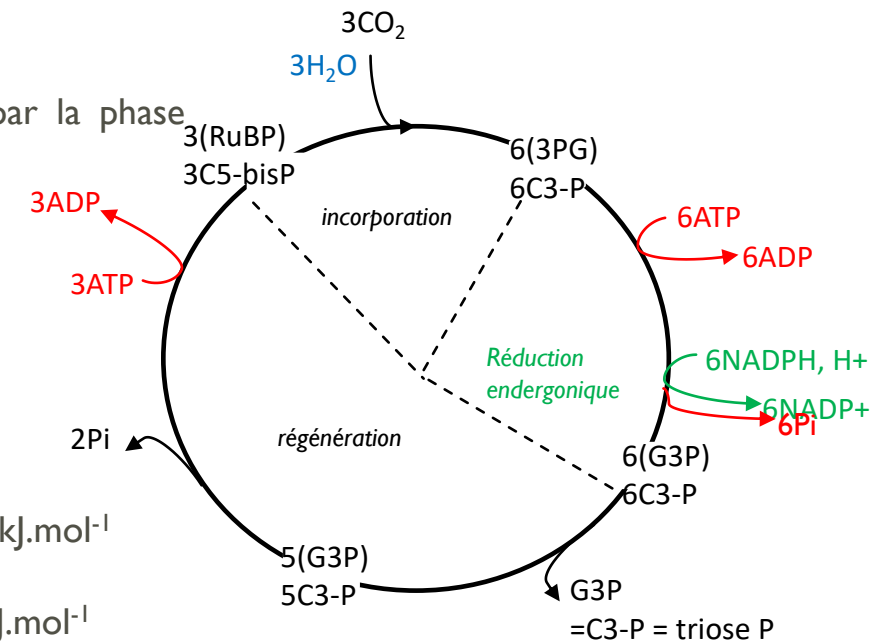 3CO₂
3H₂O
par la phase
3(RuBP)
3C5-bisP
6(3PG)
6C3-P
3ADP
incorporation
6ATP
6ADP
3ATP
Réduction
endergonique
6NADPH, H+
6NADP+
6Pi
2Pi
régénération
6(G3P)
6C3-P
kJ.mol⁻¹
5(G3P)
5C3-P
G3P
J.mol⁻¹
=C3-P = triose P